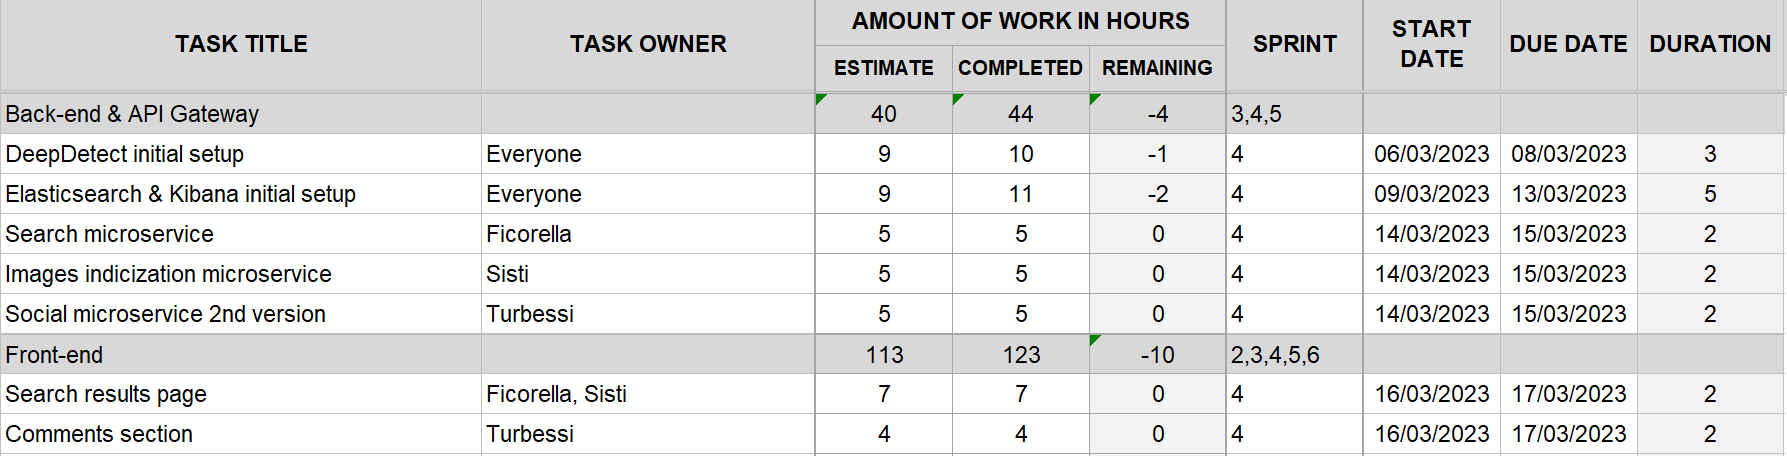 TASK TITLE TASK OWNER AMOUNT OF WORK IN HOURS SPRINT START DATE DUE DATE DURATION
ESTIMATE COMPLETED REMAINING
Back-end & API Gateway 40 44 -4 3,4,5
DeepDetect initial setup Everyone 9 10 -1 4 06/03/2023 08/03/2023 3
Elasticsearch & Kibana initial setup Everyone 9 11 -2 4 09/03/2023 13/03/2023 5
Search microservice Ficorella 5 5 0 4 14/03/2023 15/03/2023 2
Images indicization microservice Sisti 5 5 0 4 14/03/2023 15/03/2023 2
Social microservice 2nd version Turbessi 5 5 0 4 14/03/2023 15/03/2023 2
Front-end 113 123 -10 2,3,4,5,6
Search results page Ficorella, Sisti 7 7 0 4 16/03/2023 17/03/2023 2
Comments section Turbessi 4 4 0 4 16/03/2023 17/03/2023 2